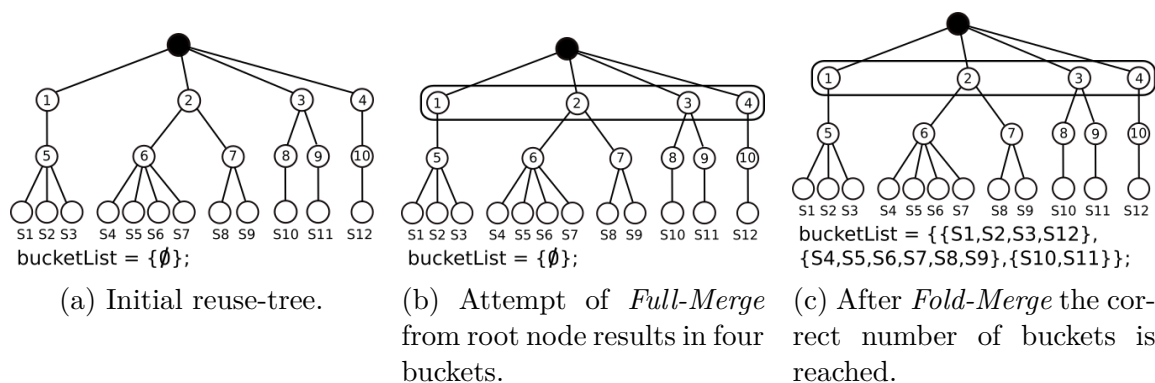 1 2 3 4
5 6 7 8 9 10
S1 S2 S3 S4 S5 S6 S7 S8 S9 S10 S11 S12
bucketList = {∅};
(a) Initial reuse-tree.
1 2 3 4
5 6 7 8 9 10
S1 S2 S3 S4 S5 S6 S7 S8 S9 S10 S11 S12
bucketList = {∅};
(b) Attempt of Full-Merge
from root node results in four
buckets.
1 2 3 4
5 6 7 8 9 10
S1 S2 S3 S4 S5 S6 S7 S8 S9 S10 S11 S12
bucketList = {{S1,S2,S3,S12},
{S4,S5,S6,S7,S8,S9},{S10,S11}};
(c) After Fold-Merge the cor-
rect number of buckets is
reached.